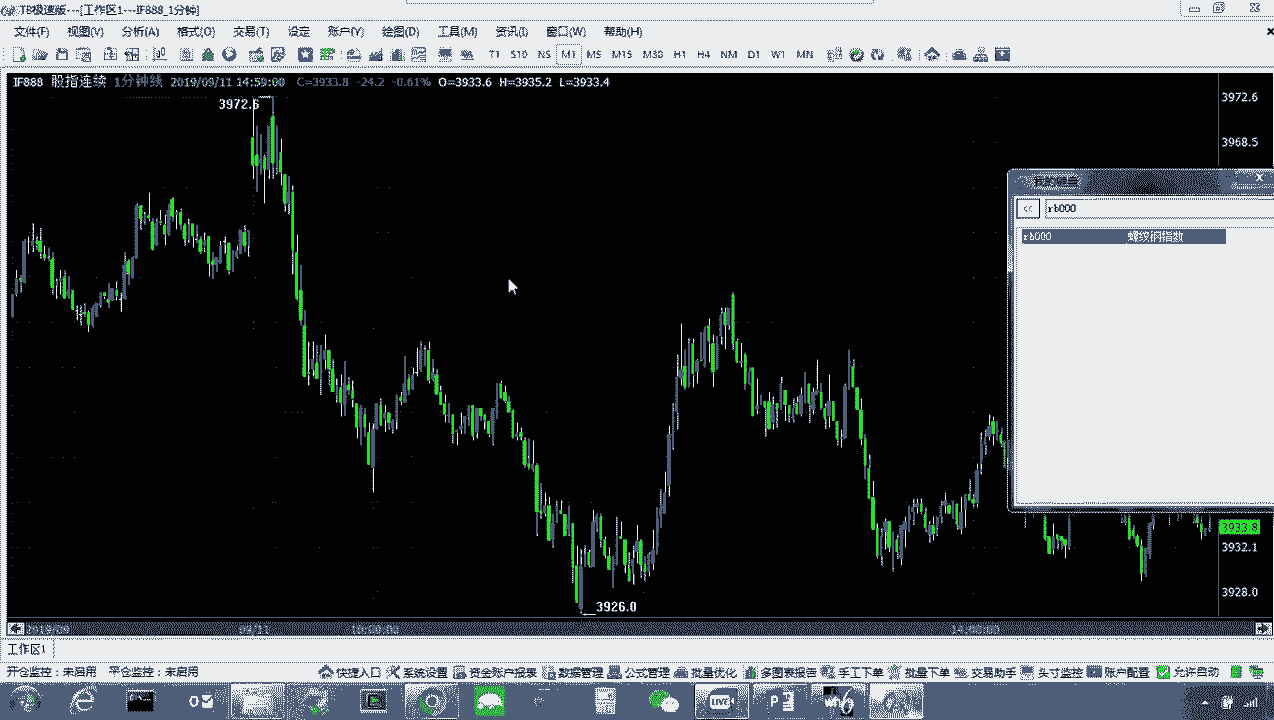 TB极速版---[工作区1---IF888_1分钟]
文件(F) 视图(V) 分析(A) 格式(O) 交易(T) 设定 账户(Y) 绘图(D) 工具(M) 资讯(I) 窗口(W) 帮助(H)
T1 S10 NS M1 M5 M15 M30 H1 H4 NM D1 W1 MN
IF888 股指连续 1分钟线 2019/09/11 14:59:00 C=3933.8 -24.2 -0.61% O=3933.6 H=3935.2 L=3933.4
3972.6
3972.6
3968.5
<< rb000
rb000 螺纹钢指数
3933.8
3932.1
3928.0
3926.0
2019/09 09/11 10:00:00 14:00:00
工作区1
开仓监控：未启用 平仓监控：未启用 快捷入口 系统设置 资金账户报表 数据管理 公式管理 批量优化 多图表报告 手工下单 批量下单 交易助手 头寸监控 账户配置 允许自动
LIVE